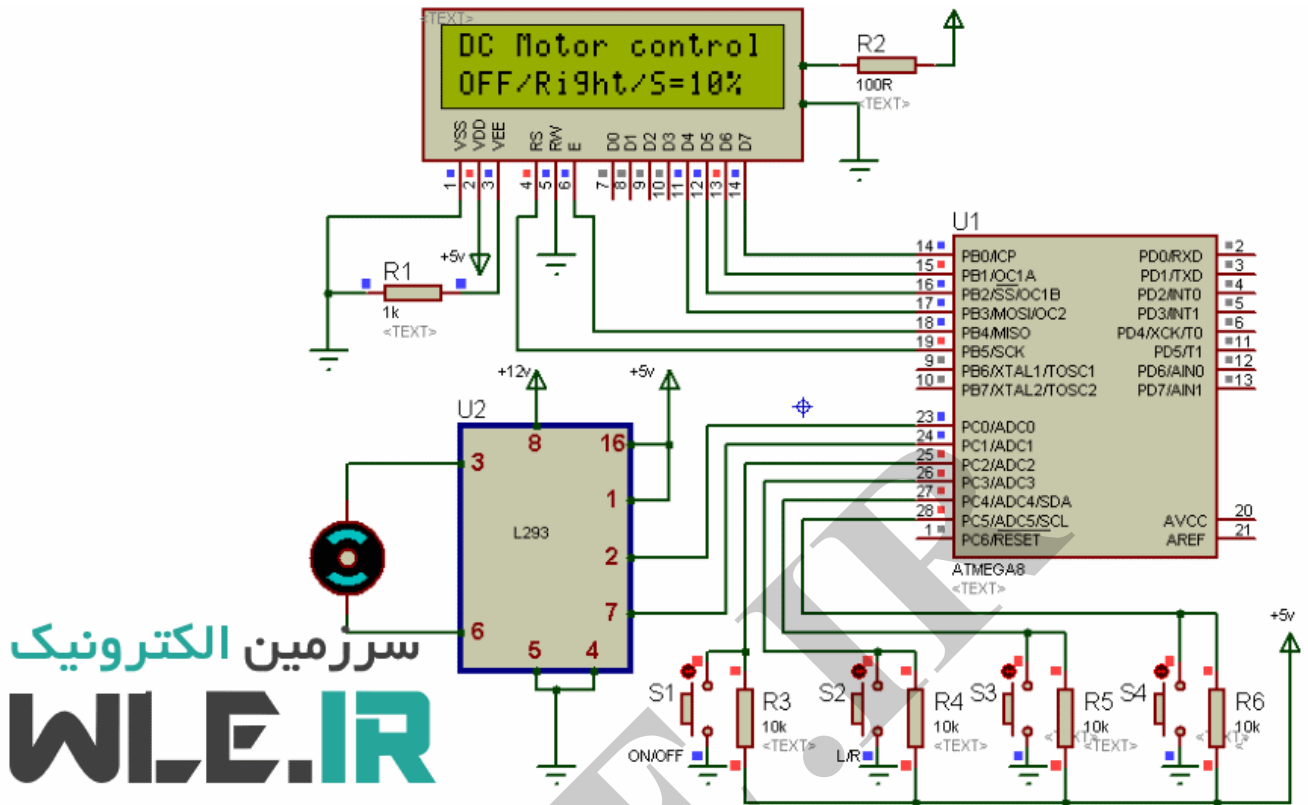 <TEXT>
DC Motor control
OFF/Right/S=10%
VSS
VDD
VEE
RS
RW
E
D0
D1
D2
D3
D4
D5
D6
D7
1
2
3
4
5
6
7
8
9
10
11
12
13
14
R2
100R
<TEXT>
+5v
R1
1k
<TEXT>
U1
14 PB0/ICP
15 PB1/OC1A
16 PB2/SS/OC1B
17 PB3/MOSI/OC2
18 PB4/MISO
19 PB5/SCK
9 PB6/XTAL1/TOSC1
10 PB7/XTAL2/TOSC2
23 PC0/ADC0
24 PC1/ADC1
25 PC2/ADC2
26 PC3/ADC3
27 PC4/ADC4/SDA
28 PC5/ADC5/SCL
1 PC6/RESET
PD0/RXD 2
PD1/TXD 3
PD2/INT0 4
PD3/INT1 5
PD4/XCK/T0 6
PD5/T1 11
PD6/AIN0 12
PD7/AIN1 13
AVCC 20
AREF 21
ATMEGA8
<TEXT>
+12v
+5v
U2
8
16
3
1
L293
2
7
6
5
4
+5v
S1
ON/OFF
R3
10k
<TEXT>
S2
L/R
R4
10k
<TEXT>
S3
R5
10k
<TEXT>
S4
R6
10k
سرزمین الکترونیک
WLE.IR
E.IR